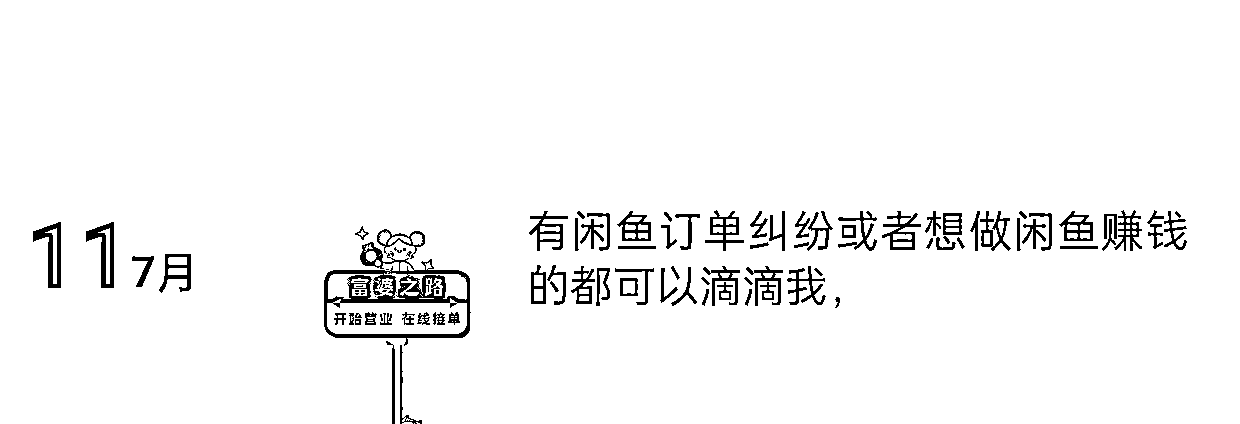 11 7月
富婆之路
开始营业 在线接单
有闲鱼订单纠纷或者想做闲鱼赚钱
的都可以滴滴我，